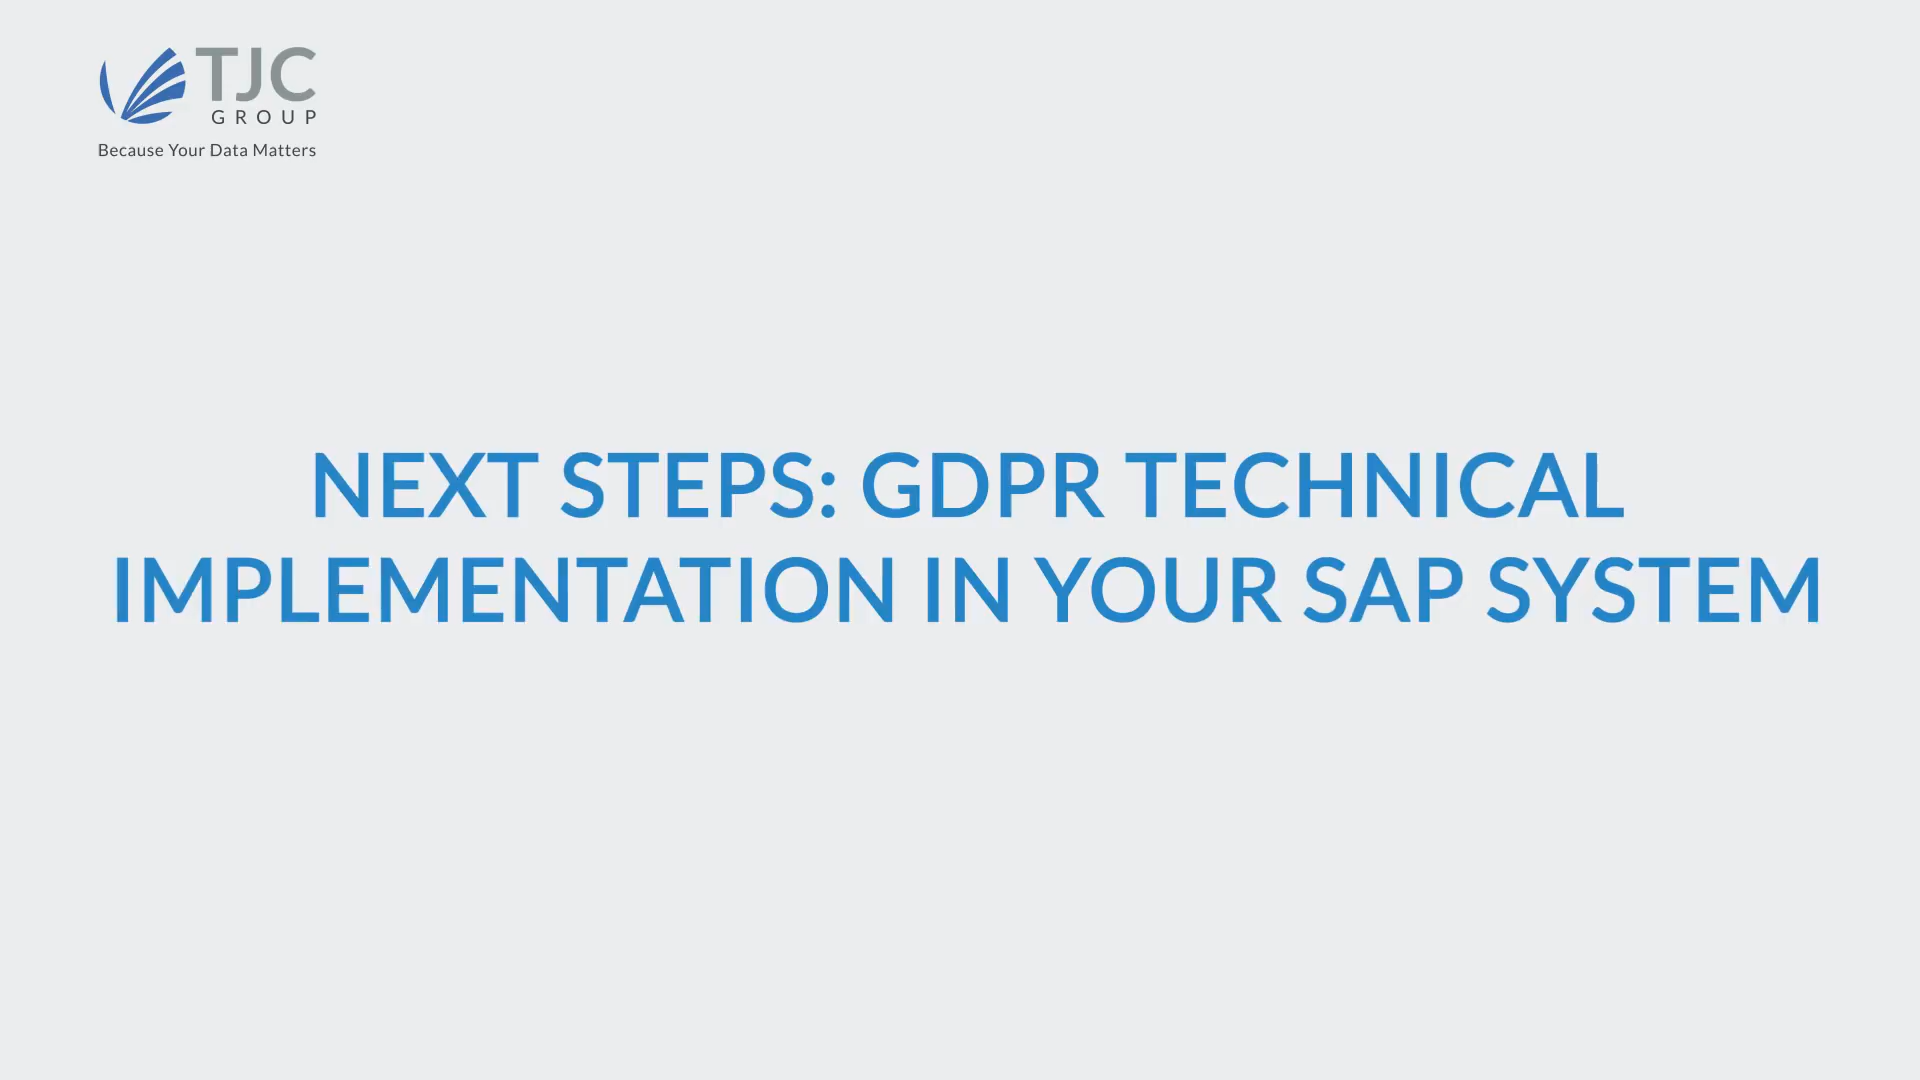 TJC
GROUP
Because Your Data Matters
NEXT STEPS: GDPR TECHNICAL
IMPLEMENTATION IN YOUR SAP SYSTEM